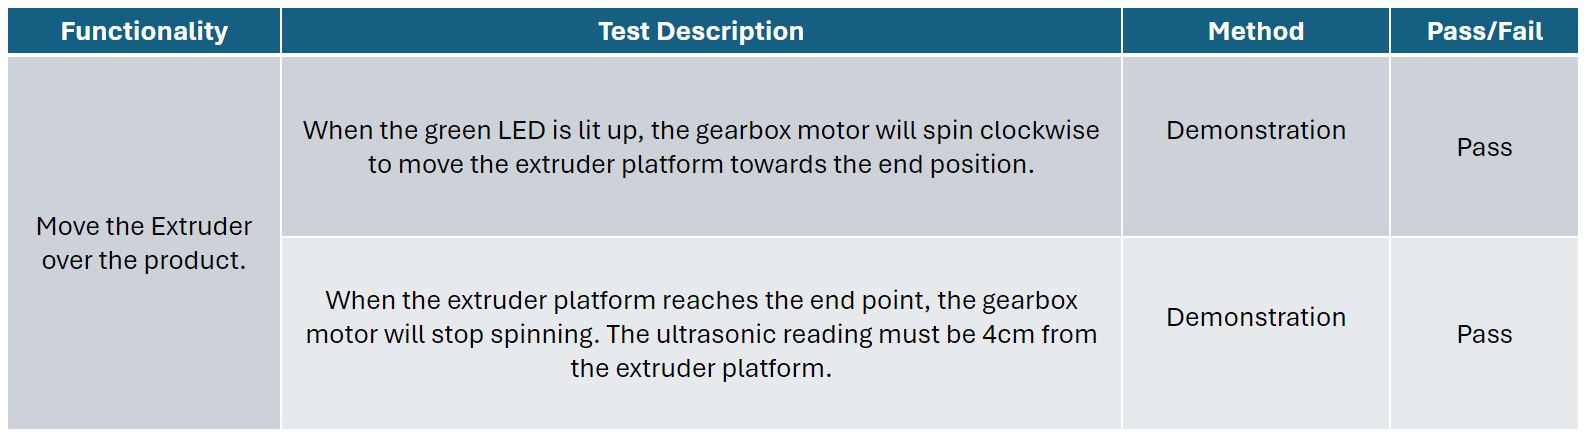 Functionality
Test Description
Method
Pass/Fail
Move the Extruder
over the product.
When the green LED is lit up, the gearbox motor will spin clockwise
to move the extruder platform towards the end position.
Demonstration
Pass
When the extruder platform reaches the end point, the gearbox
motor will stop spinning. The ultrasonic reading must be 4cm from
the extruder platform.
Demonstration
Pass